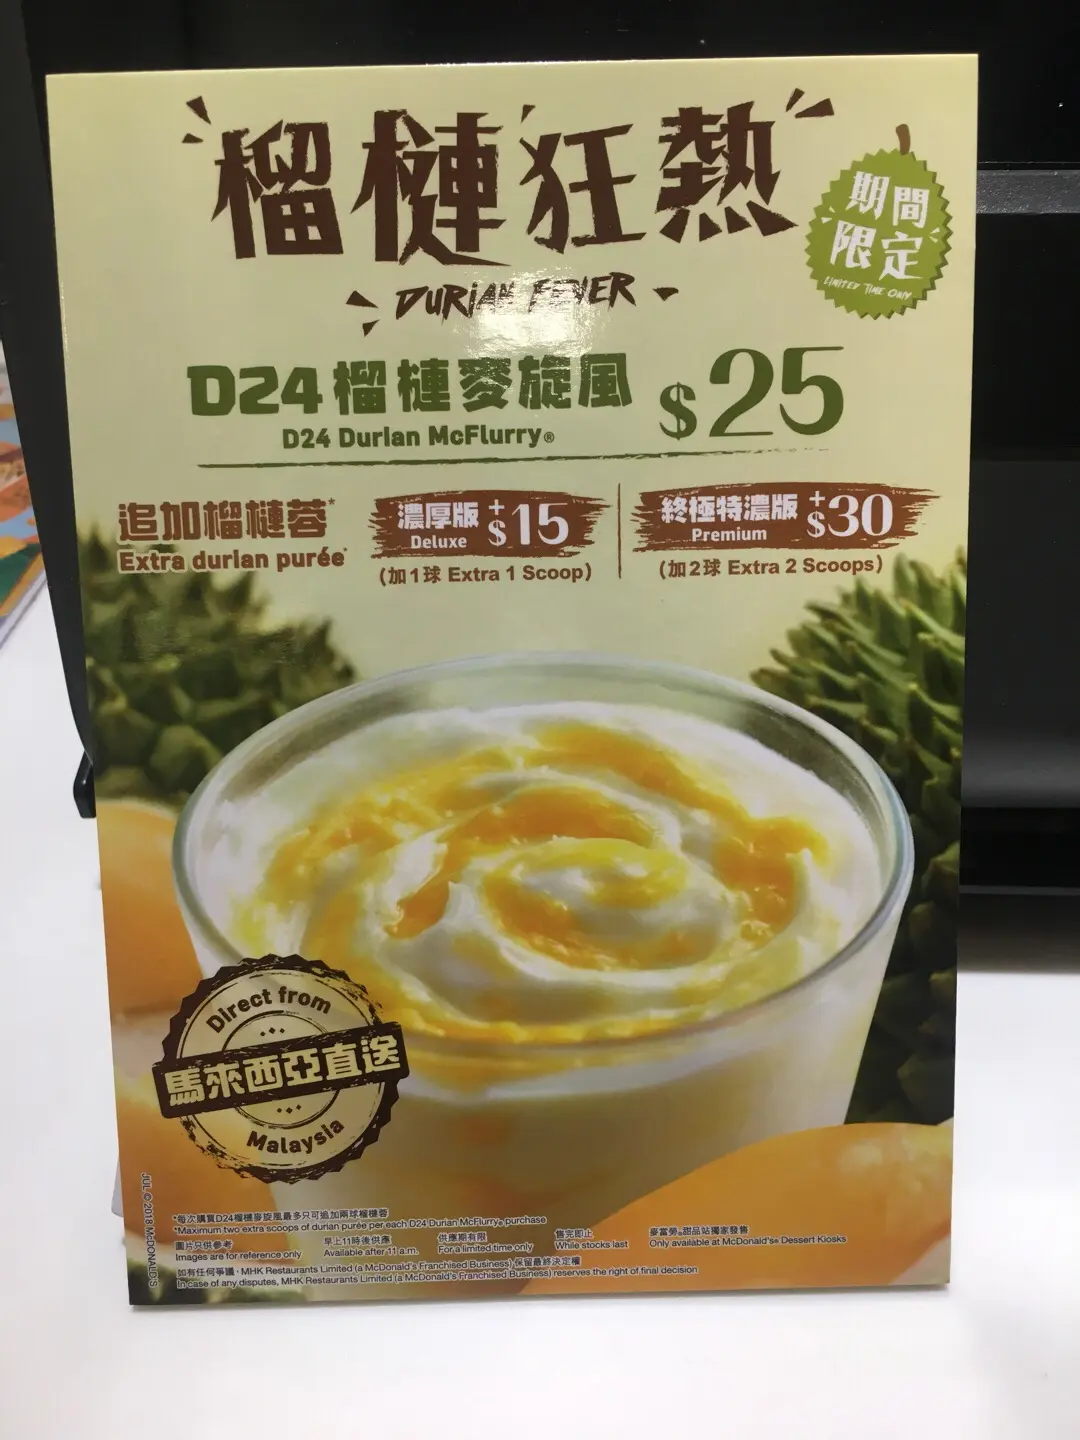 榴槤狂熱
DURIAN FEVER
期間
限定
LIMITED TIME ONLY
D24榴槤麥旋風 $25
D24 Durian McFlurry®
追加榴槤蓉*
Extra durian purée*
濃厚版 +$15
Deluxe
(加1球 Extra 1 Scoop)
終極特濃版 +$30
Premium
(加2球 Extra 2 Scoops)
Direct from
馬來西亞直送
Malaysia
JUL © 2018 McDONALD'S
*每次購買D24榴槤麥旋風最多只可追加兩球榴槤蓉
*Maximum two extra scoops of durian purée per each D24 Durian McFlurry® purchase
圖片只供參考 早上11時後供應 供應期有限 售完即止 麥當勞®甜品站獨家發售
Images are for reference only Available after 11 a.m. For a limited time only While stocks last Only available at McDonald's® Dessert Kiosks
如有任何爭議，MHK Restaurants Limited (a McDonald's Franchised Business) 保留最終決定權
In case of any disputes, MHK Restaurants Limited (a McDonald's Franchised Business) reserves the right of final decision